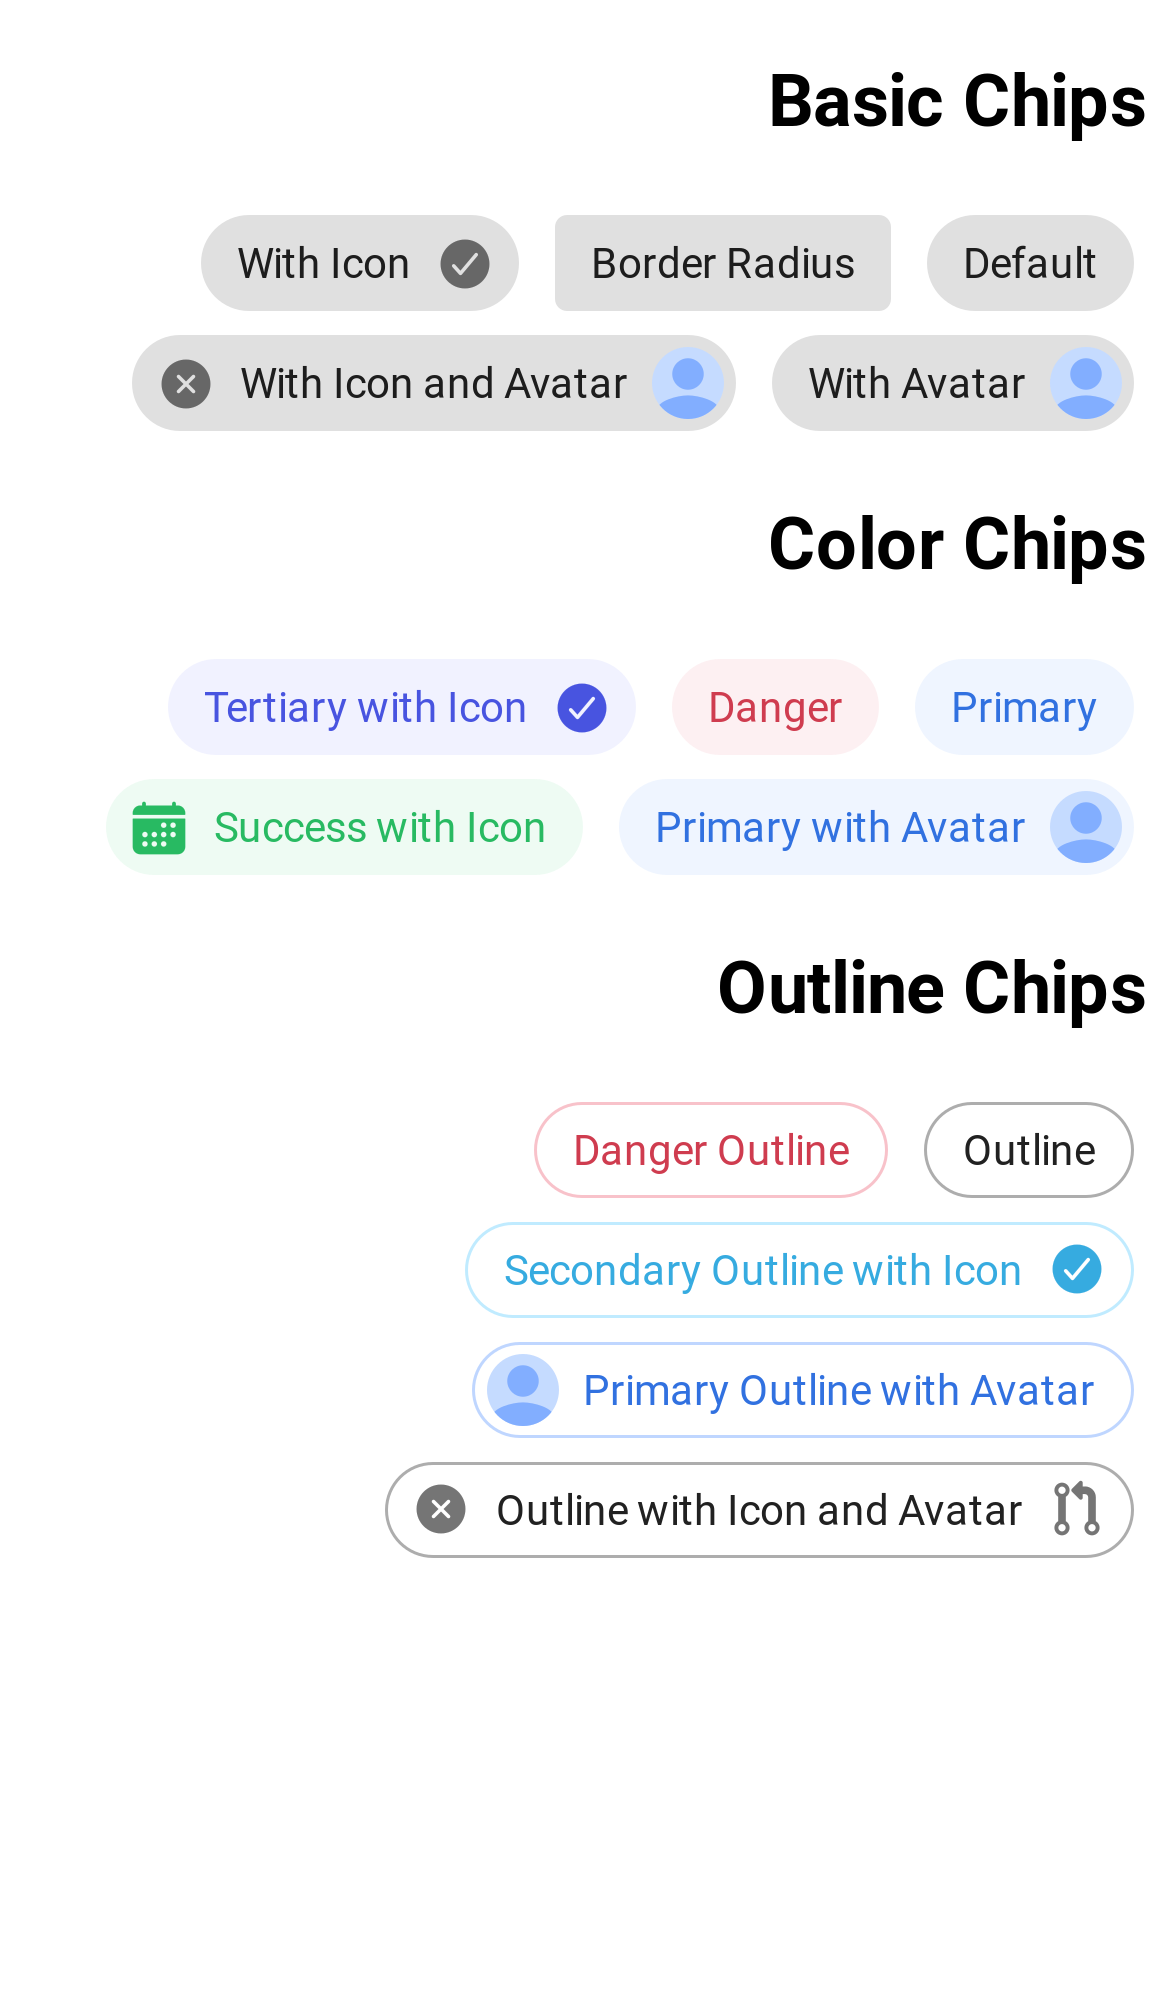 Basic Chips
With Icon Border Radius Default
With Icon and Avatar With Avatar
Color Chips
Tertiary with Icon Danger Primary
Success with Icon Primary with Avatar
Outline Chips
Danger Outline Outline
Secondary Outline with Icon
Primary Outline with Avatar
Outline with Icon and Avatar